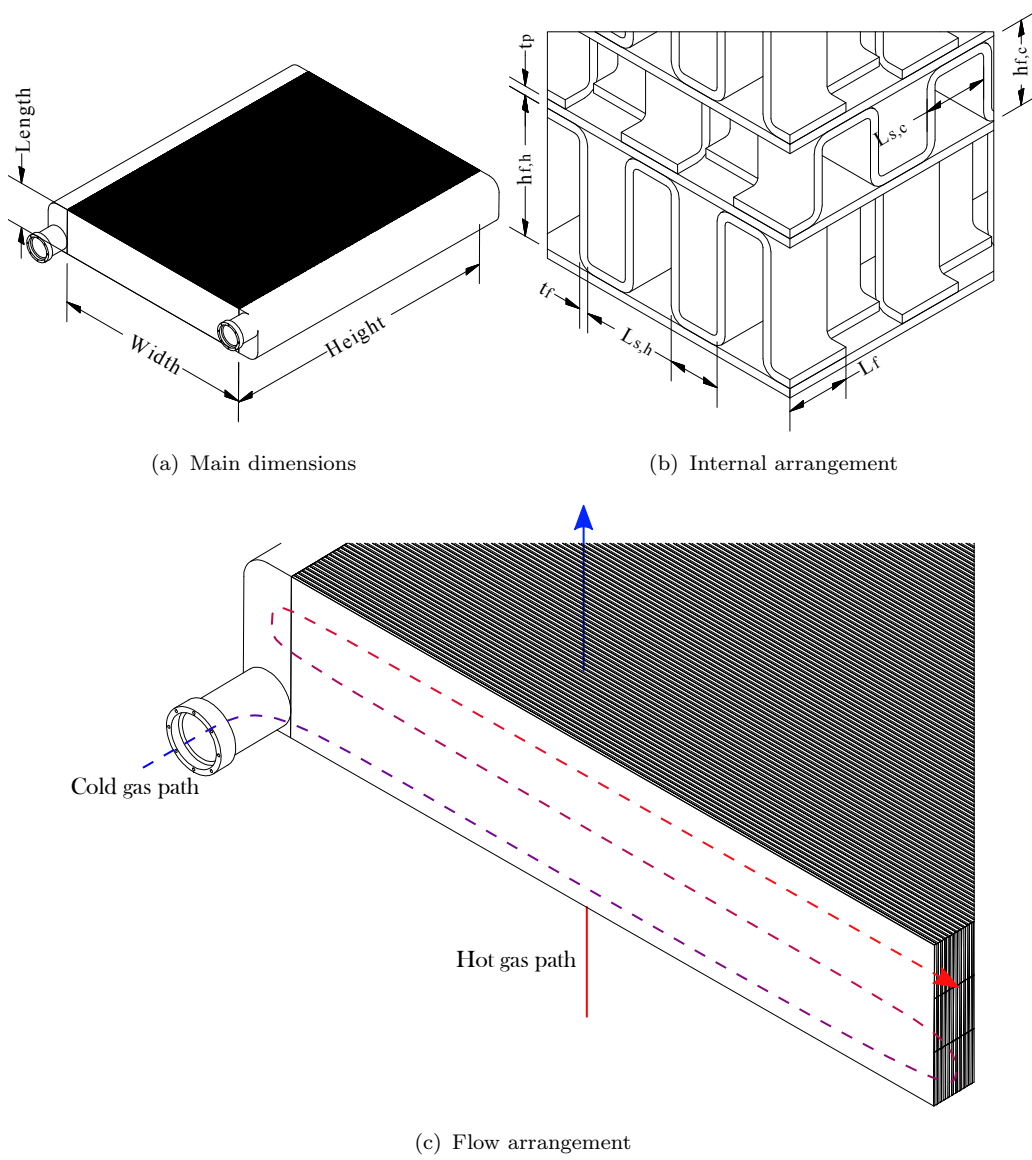 Length
Width
Height
(a) Main dimensions
tp
hf,h
hf,c
Ls,c
tf
Ls,h
Lf
(b) Internal arrangement
Cold gas path
Hot gas path
(c) Flow arrangement